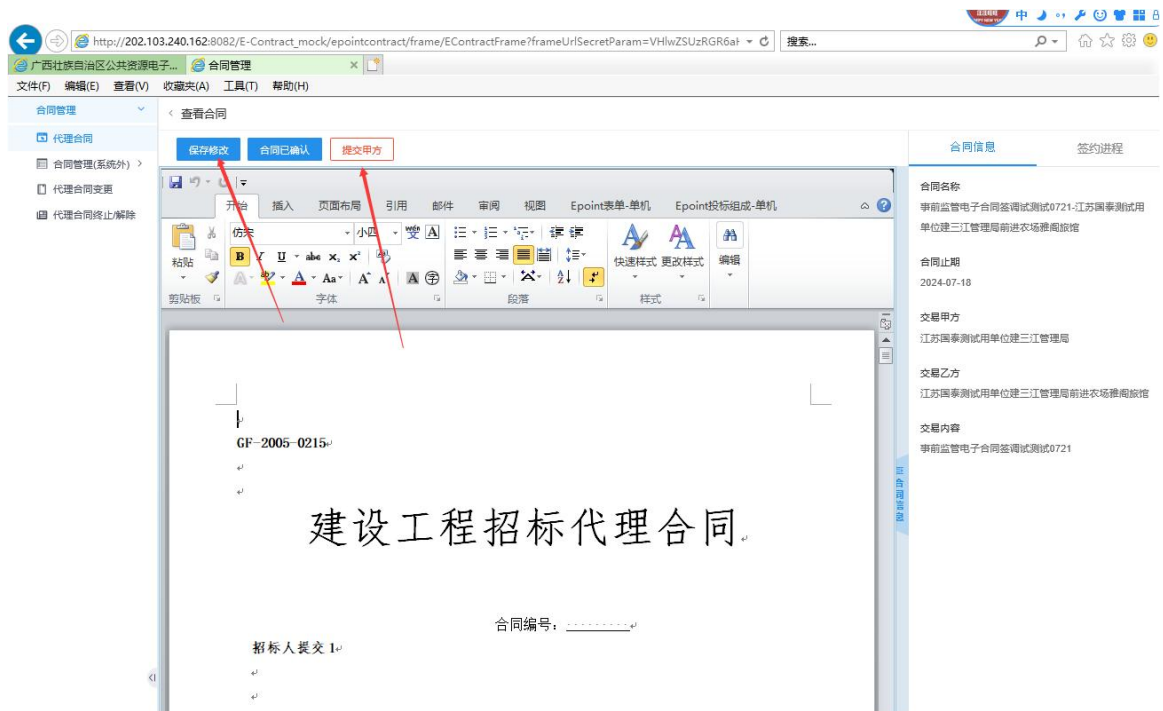 中
http://202.103.240.162:8082/E-Contract_mock/epointcontract/frame/EContractFrame?frameUrlSecretParam=VHlwZSUzRGR6aH
搜索...
广西壮族自治区公共资源电子...
合同管理
文件(F) 编辑(E) 查看(V) 收藏夹(A) 工具(T) 帮助(H)
合同管理
代理合同
合同管理(系统外)
代理合同变更
代理合同终止/解除
查看合同
保存修改 合同已确认 提交甲方
开始 插入 页面布局 引用 邮件 审阅 视图 Epoint表单-单机 Epoint投标组成-单机
粘贴
仿宋 小四
B I U abe x₂ x² Aa A A A
快速样式 更改样式 编辑
剪贴板 字体 段落 样式
GF-2005-0215
建设工程招标代理合同
合同编号:
招标人提交 1
合同信息
合同信息 签约进程
合同名称
事前监管电子合同签调试测试0721-江苏国泰测试用
单位建三江管理局前进农场雅阁旅馆
合同止期
2024-07-18
交易甲方
江苏国泰测试用单位建三江管理局
交易乙方
江苏国泰测试用单位建三江管理局前进农场雅阁旅馆
交易内容
事前监管电子合同签调试测试0721